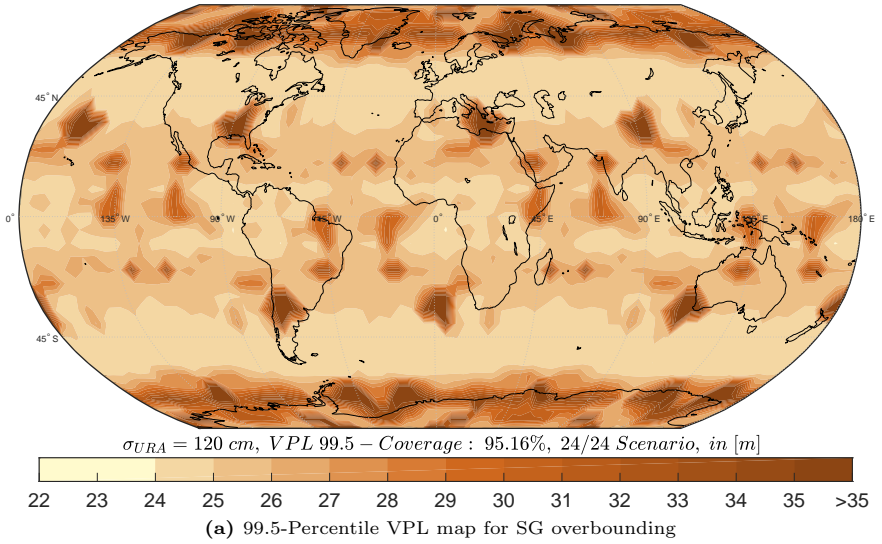 45° N
0°
135° W
90° W
45° W
0°
45° E
90° E
135° E
180° E
45° S
σURA = 120 cm, VPL 99.5 − Coverage : 95.16%, 24/24 Scenario, in [m]
22 23 24 25 26 27 28 29 30 31 32 33 34 35 >35
(a) 99.5-Percentile VPL map for SG overbounding